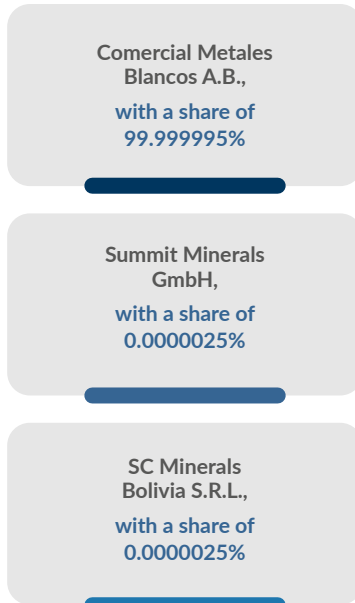 Comercial Metales
Blancos A.B.,
with a share of
99.999995%
Summit Minerals
GmbH,
with a share of
0.0000025%
SC Minerals
Bolivia S.R.L.,
with a share of
0.0000025%